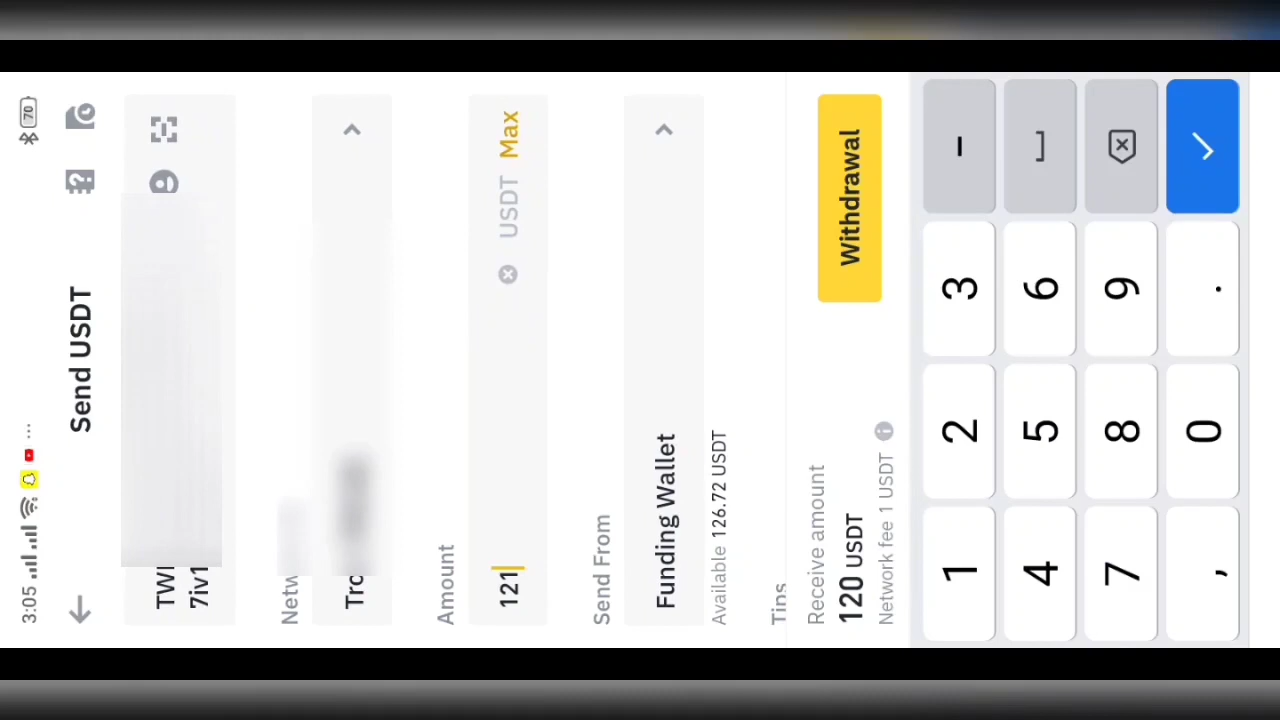 3:05 ... 70
Send USDT
TW
7iv1
Netw
Amount
121 USDT Max
Send From
Funding Wallet
Available 126.72 USDT
Tips
Receive amount
120 USDT
Network fee 1 USDT
Withdrawal
1 2 3 -
4 5 6
7 8 9
, 0 .